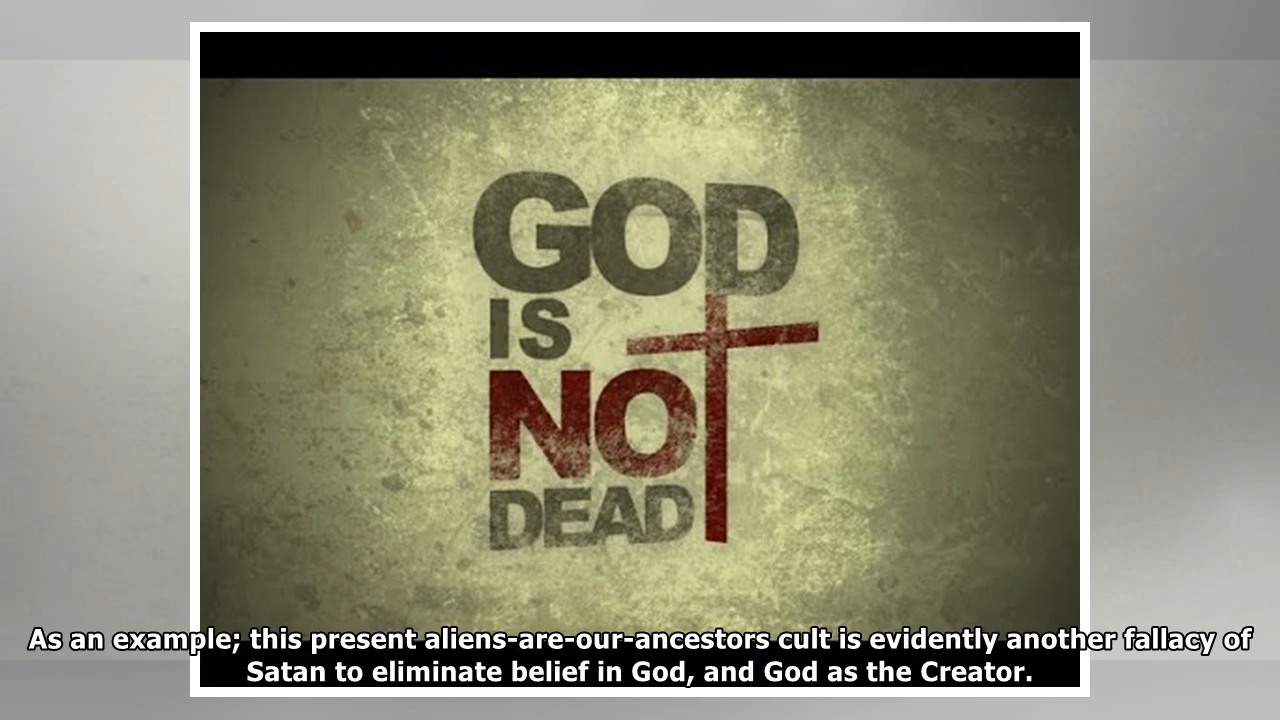 GOD
IS
NOT
DEAD
As an example; this present aliens-are-our-ancestors cult is evidently another fallacy of
Satan to eliminate belief in God, and God as the Creator.